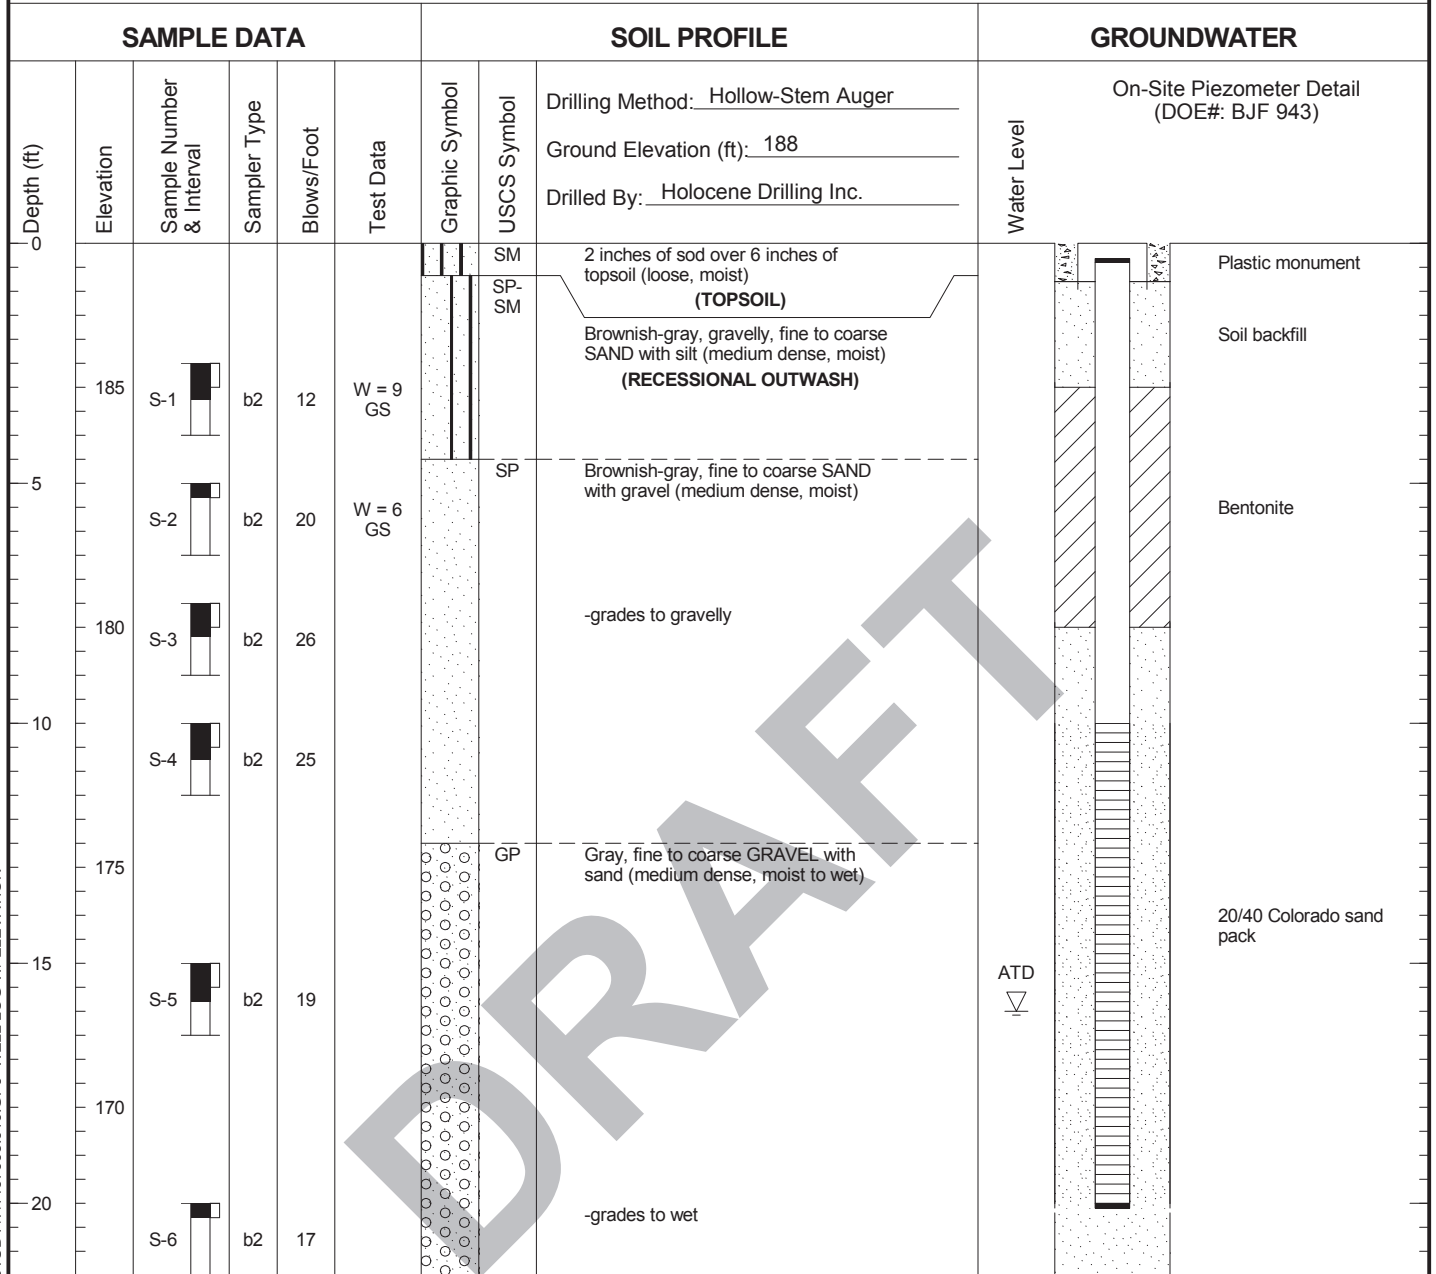 SAMPLE DATA
SOIL PROFILE
GROUNDWATER
Depth (ft)
Elevation
Sample Number
& Interval
Sampler Type
Blows/Foot
Test Data
Graphic Symbol
USCS Symbol
Drilling Method: Hollow-Stem Auger
Ground Elevation (ft): 188
Drilled By: Holocene Drilling Inc.
Water Level
On-Site Piezometer Detail
(DOE#: BJF 943)
0
SM
2 inches of sod over 6 inches of
topsoil (loose, moist)
(TOPSOIL)
Plastic monument
SP-
SM
Brownish-gray, gravelly, fine to coarse
SAND with silt (medium dense, moist)
(RECESSIONAL OUTWASH)
Soil backfill
185
S-1 b2 12 W = 9
GS
SP
Brownish-gray, fine to coarse SAND
with gravel (medium dense, moist)
5
S-2 b2 20 W = 6
GS
Bentonite
180
S-3 b2 26
-grades to gravelly
10
S-4 b2 25
GP
Gray, fine to coarse GRAVEL with
sand (medium dense, moist to wet)
175
20/40 Colorado sand
pack
15
ATD
S-5 b2 19
170
20
-grades to wet
S-6 b2 17
DRAFT